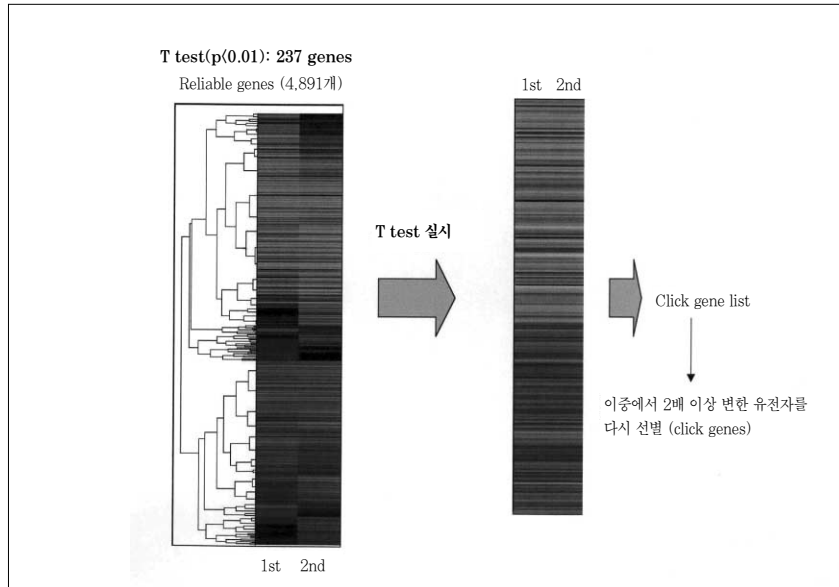 T test(p<0.01): 237 genes
Reliable genes (4,891개)
1st 2nd
T test 실시
1st 2nd
Click gene list
이중에서 2배 이상 변한 유전자를
다시 선별 (click genes)